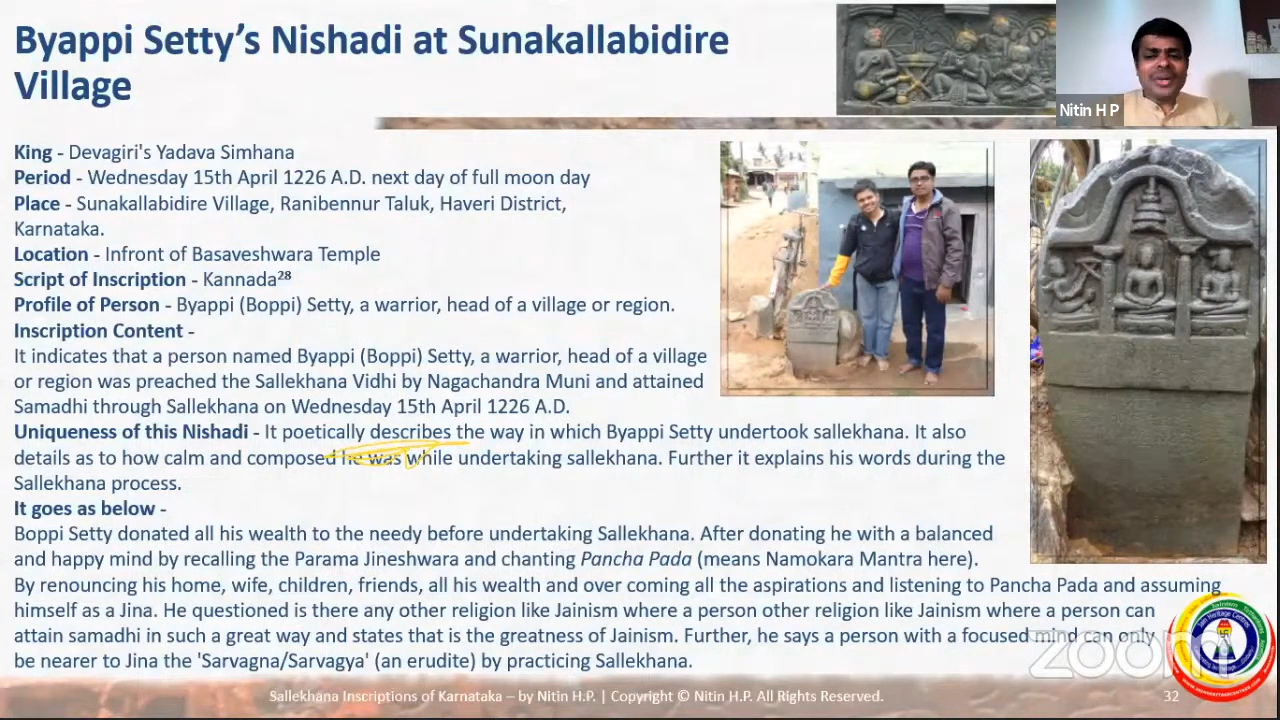 Byappi Setty's Nishadi at Sunakallabidire
Village
Nitin H P
King - Devagiri's Yadava Simhana
Period - Wednesday 15th April 1226 A.D. next day of full moon day
Place - Sunakallabidire Village, Ranibennur Taluk, Haveri District,
Karnataka.
Location - Infront of Basaveshwara Temple
Script of Inscription - Kannada²⁸
Profile of Person - Byappi (Boppi) Setty, a warrior, head of a village or region.
Inscription Content -
It indicates that a person named Byappi (Boppi) Setty, a warrior, head of a village
or region was preached the Sallekhana Vidhi by Nagachandra Muni and attained
Samadhi through Sallekhana on Wednesday 15th April 1226 A.D.
Uniqueness of this Nishadi - It poetically describes the way in which Byappi Setty undertook sallekhana. It also
details as to how calm and composed he was while undertaking sallekhana. Further it explains his words during the
Sallekhana process.
It goes as below -
Boppi Setty donated all his wealth to the needy before undertaking Sallekhana. After donating he with a balanced
and happy mind by recalling the Parama Jineshwara and chanting Pancha Pada (means Namokara Mantra here).
By renouncing his home, wife, children, friends, all his wealth and over coming all the aspirations and listening to Pancha Pada and assuming
himself as a Jina. He questioned is there any other religion like Jainism where a person other religion like Jainism where a person can
attain samadhi in such a great way and states that is the greatness of Jainism. Further, he says a person with a focused mind can only
be nearer to Jina the 'Sarvagna/Sarvagya' (an erudite) by practicing Sallekhana.
zoom
Sallekhana Inscriptions of Karnataka – by Nitin H.P. | Copyright © Nitin H.P. All Rights Reserved.
32